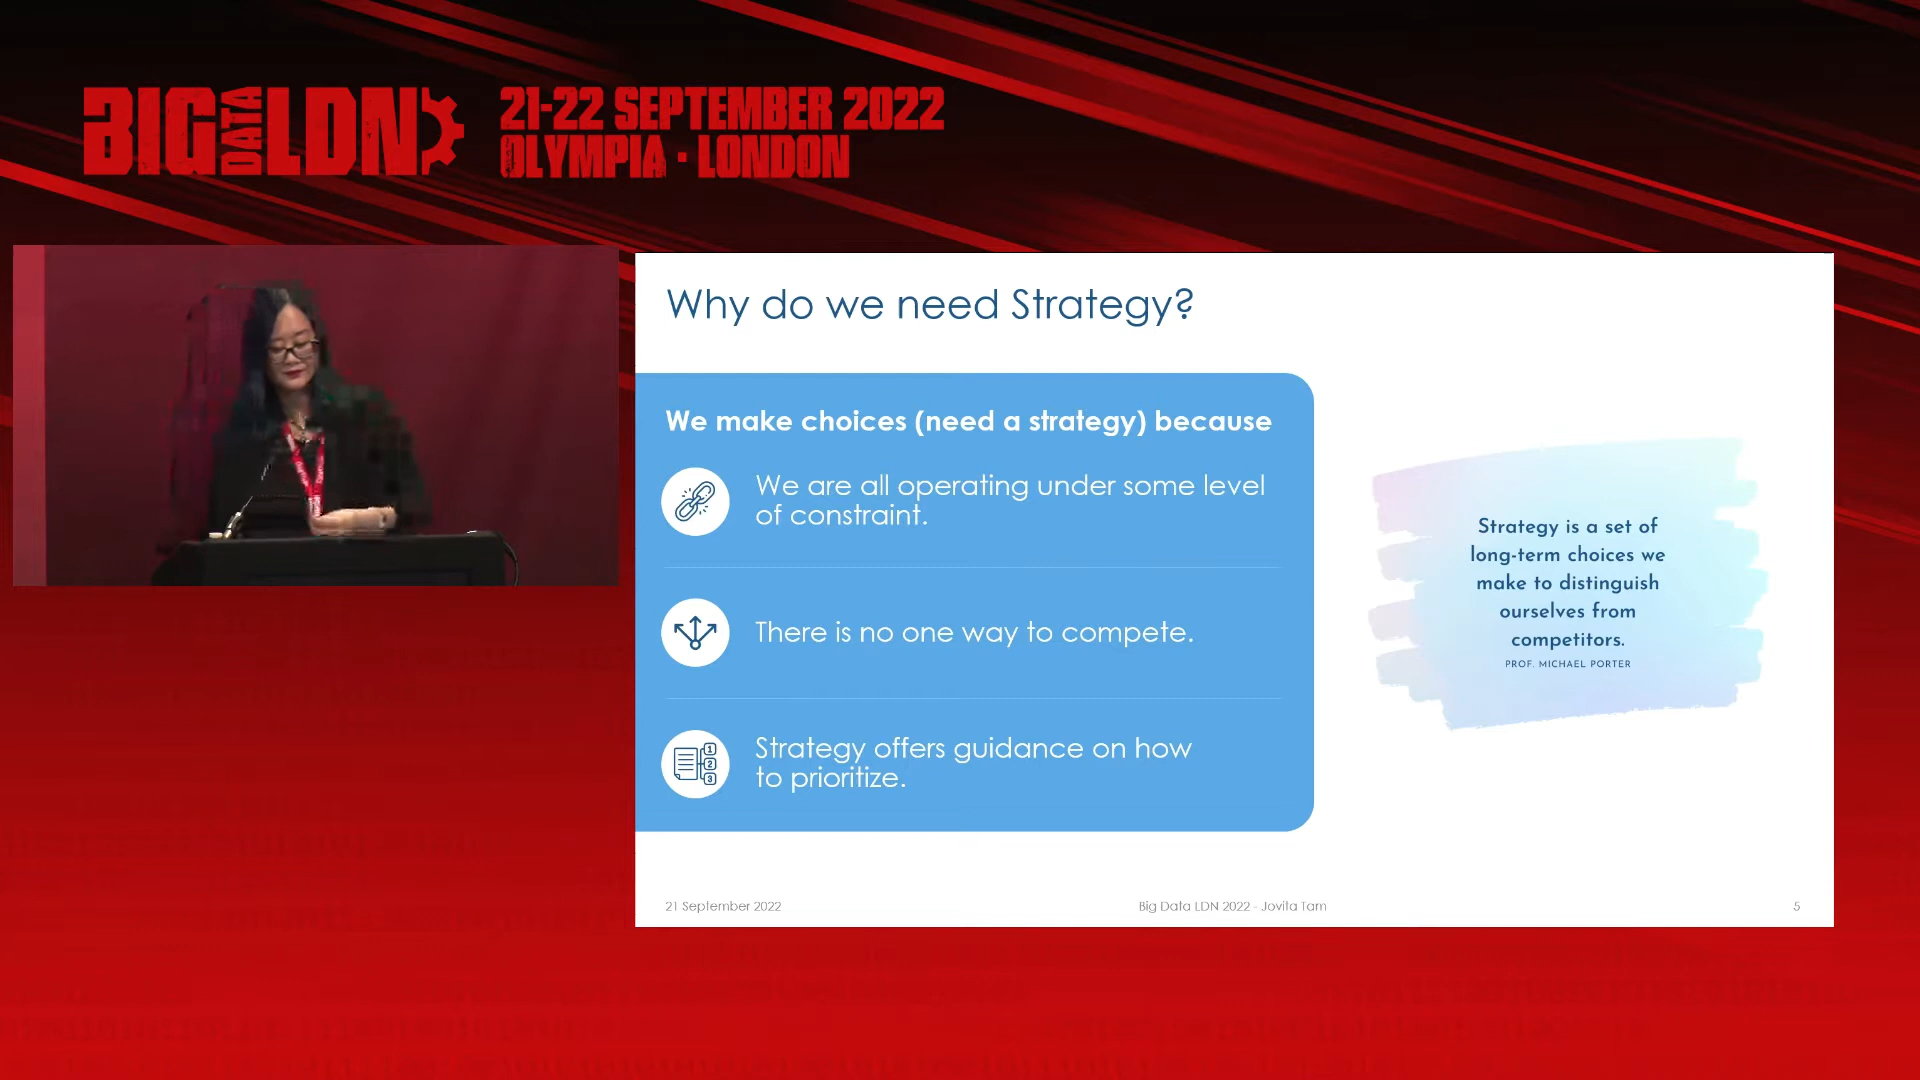 BIG DATA LDN
21-22 SEPTEMBER 2022
OLYMPIA · LONDON
Why do we need Strategy?
We make choices (need a strategy) because
We are all operating under some level
of constraint.
There is no one way to compete.
1
2
3
Strategy offers guidance on how
to prioritize.
Strategy is a set of
long-term choices we
make to distinguish
ourselves from
competitors.
PROF. MICHAEL PORTER
21 September 2022
Big Data LDN 2022 - Jovita Tam
5